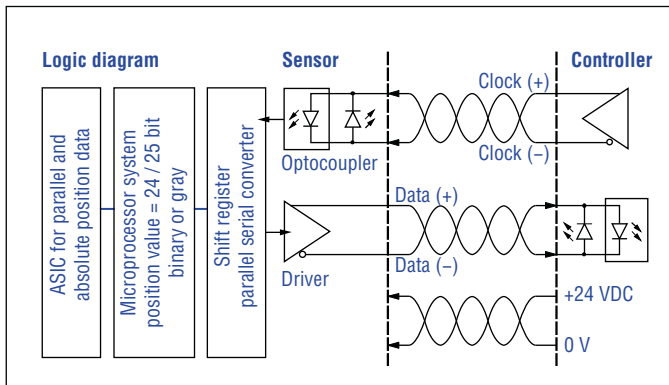 Logic diagram
Sensor
Controller
ASIC for parallel and
absolute position data
Microprocessor system
position value = 24 / 25 bit
binary or gray
Shift register
parallel serial converter
Optocoupler
Clock (+)
Clock (−)
Driver
Data (+)
Data (−)
+24 VDC
0 V